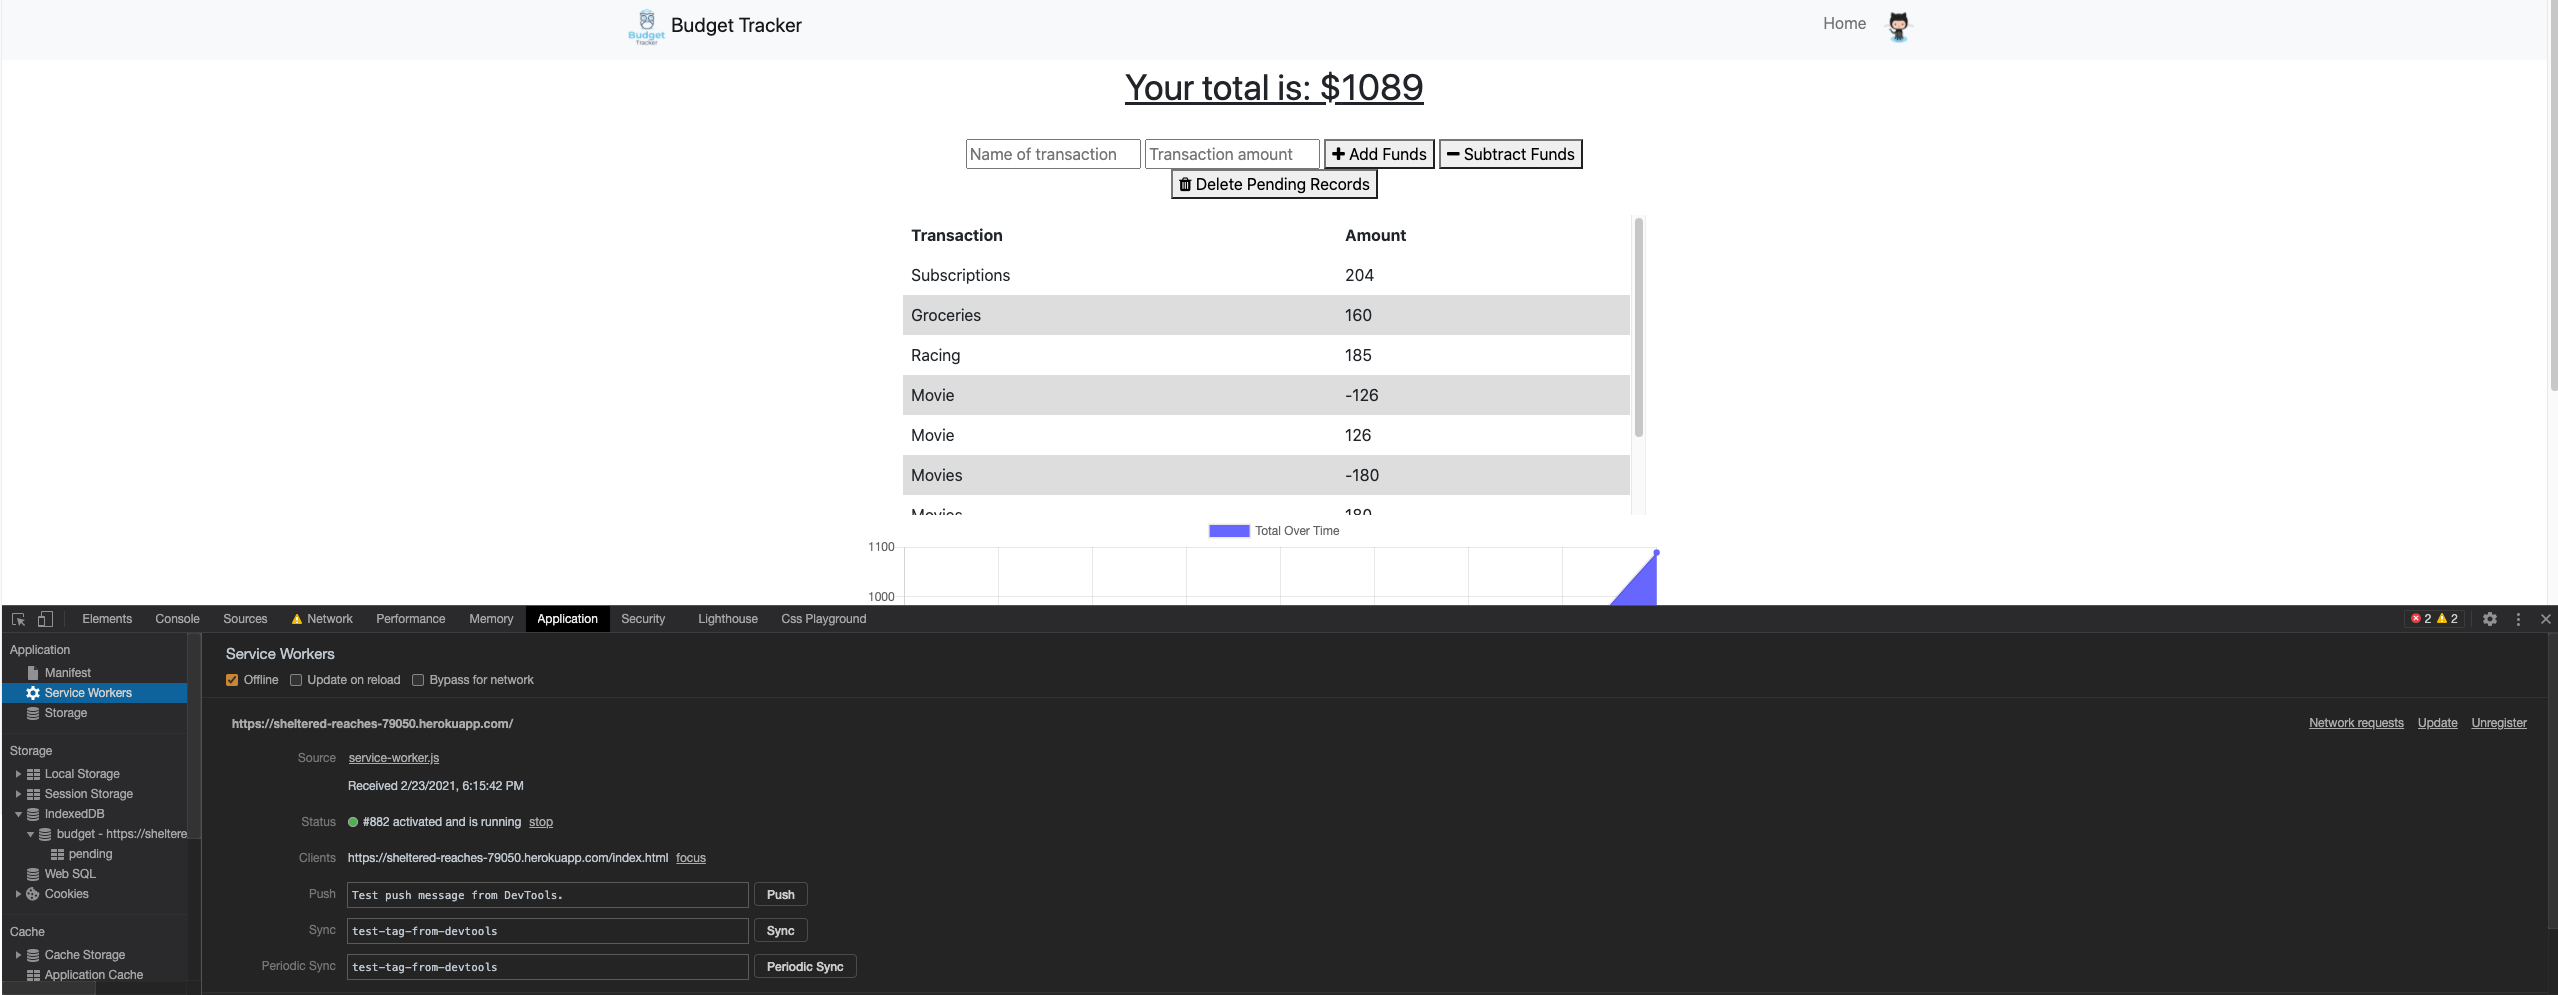 Budget Tracker Budget Tracker Home
Your total is: $1089
Name of transaction Transaction amount Add Funds Subtract Funds
Delete Pending Records
Transaction Amount
Subscriptions 204
Groceries 160
Racing 185
Movie -126
Movie 126
Movies -180
Movies 180
Total Over Time
1100
1000
Elements Console Sources Network Performance Memory Application Security Lighthouse Css Playground 2 2
Application
Manifest
Service Workers
Storage
Storage
Local Storage
Session Storage
IndexedDB
budget - https://sheltere
pending
Web SQL
Cookies
Cache
Cache Storage
Application Cache
Service Workers
Offline Update on reload Bypass for network
https://sheltered-reaches-79050.herokuapp.com/ Network requests Update Unregister
Source service-worker.js
Received 2/23/2021, 6:15:42 PM
Status #882 activated and is running stop
Clients https://sheltered-reaches-79050.herokuapp.com/index.html focus
Push Test push message from DevTools. Push
Sync test-tag-from-devtools Sync
Periodic Sync test-tag-from-devtools Periodic Sync